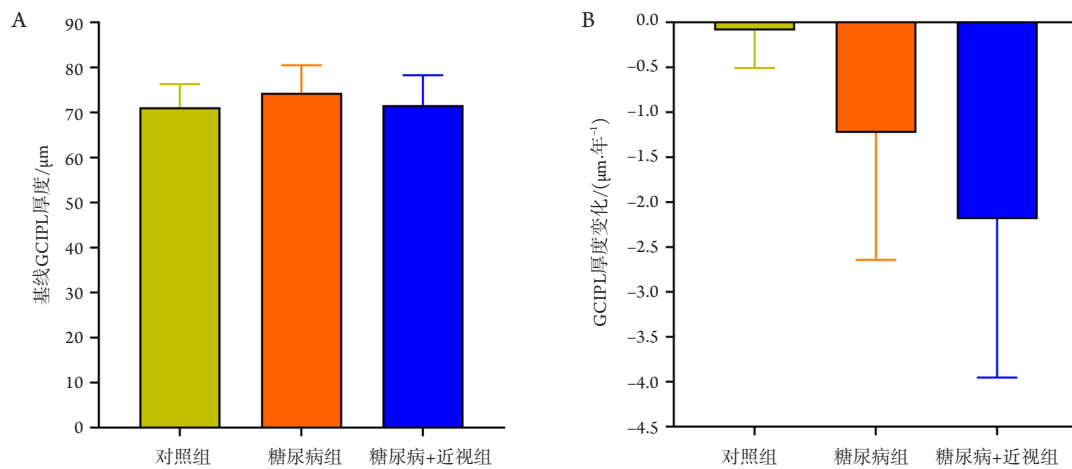 A
基线GCIPL厚度/μm
90
80
70
60
50
40
30
20
10
0
对照组
糖尿病组
糖尿病+近视组
B
GCIPL厚度变化/(μm·年⁻¹)
0.0
–0.5
–1.0
–1.5
–2.0
–2.5
–3.0
–3.5
–4.0
–4.5
对照组
糖尿病组
糖尿病+近视组